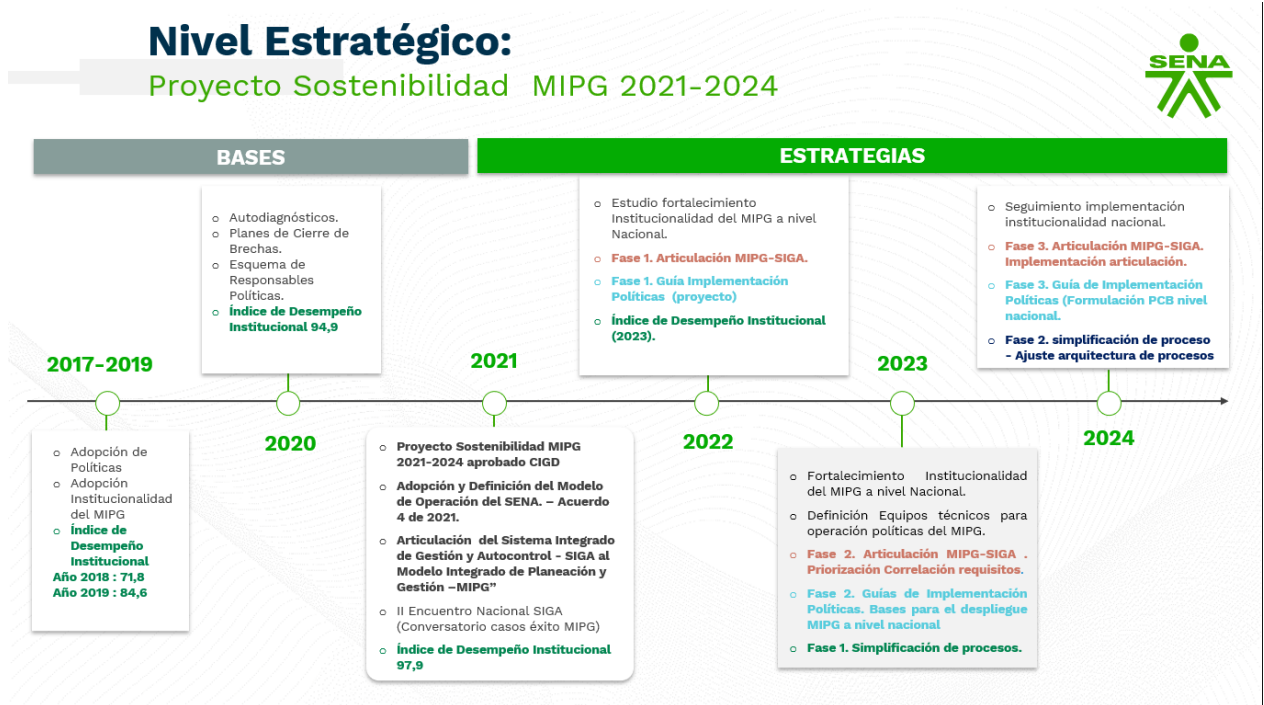 Nivel Estratégico:
Proyecto Sostenibilidad MIPG 2021-2024
SENA
BASES
ESTRATEGIAS
2017-2019
o Adopción de
Políticas
o Adopción
Institucionalidad
del MIPG
o Índice de
Desempeño
Institucional
Año 2018 : 71,8
Año 2019 : 84,6
o Autodiagnósticos.
o Planes de Cierre de
Brechas.
o Esquema de
Responsables
Políticas.
o Índice de Desempeño
Institucional 94,9
2020
2021
o Proyecto Sostenibilidad MIPG
2021-2024 aprobado CIGD
o Adopción y Definición del Modelo
de Operación del SENA. – Acuerdo
4 de 2021.
o Articulación del Sistema Integrado
de Gestión y Autocontrol - SIGA al
Modelo Integrado de Planeación y
Gestión –MIPG”
o II Encuentro Nacional SIGA
(Conversatorio casos éxito MIPG)
o Índice de Desempeño Institucional
97,9
o Estudio fortalecimiento
Institucionalidad del MIPG a nivel
Nacional.
o Fase 1. Articulación MIPG-SIGA.
o Fase 1. Guía Implementación
Políticas (proyecto)
o Índice de Desempeño Institucional
(2023).
2022
2023
o Fortalecimiento Institucionalidad
del MIPG a nivel Nacional.
o Definición Equipos técnicos para
operación políticas del MIPG.
o Fase 2. Articulación MIPG-SIGA .
Priorización Correlación requisitos.
o Fase 2. Guías de Implementación
Políticas. Bases para el despliegue
MIPG a nivel nacional
o Fase 1. Simplificación de procesos.
o Seguimiento implementación
institucionalidad nacional.
o Fase 3. Articulación MIPG-SIGA.
Implementación articulación.
o Fase 3. Guía de Implementación
Políticas (Formulación PCB nivel
nacional.
o Fase 2. simplificación de proceso
- Ajuste arquitectura de procesos
2024